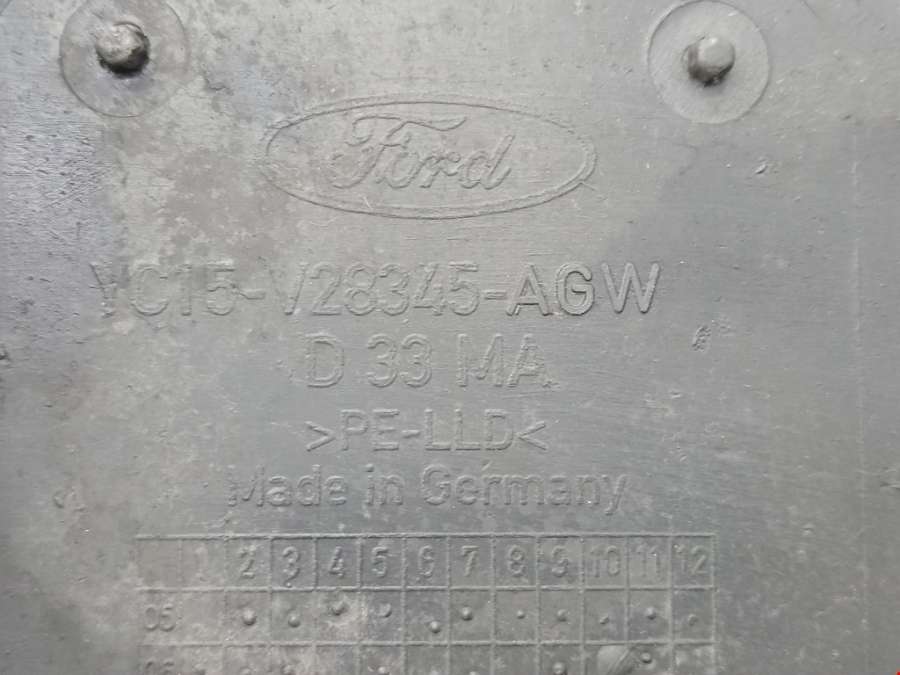 Ford
YC15-V28345-AGW
D 33 MA
>PE-LLD<
Made in Germany
1 2 3 4 5 6 7 8 9 10 11 12
05
06